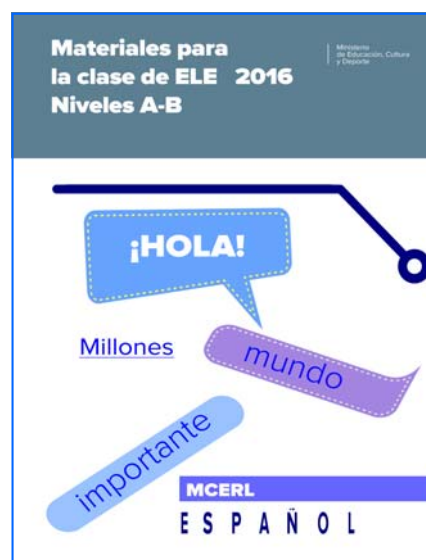 Materiales para
la clase de ELE 2016
Niveles A-B
Ministerio
de Educación, Cultura
y Deporte
¡HOLA!
Millones
mundo
importante
MCERL
ESPAÑOL